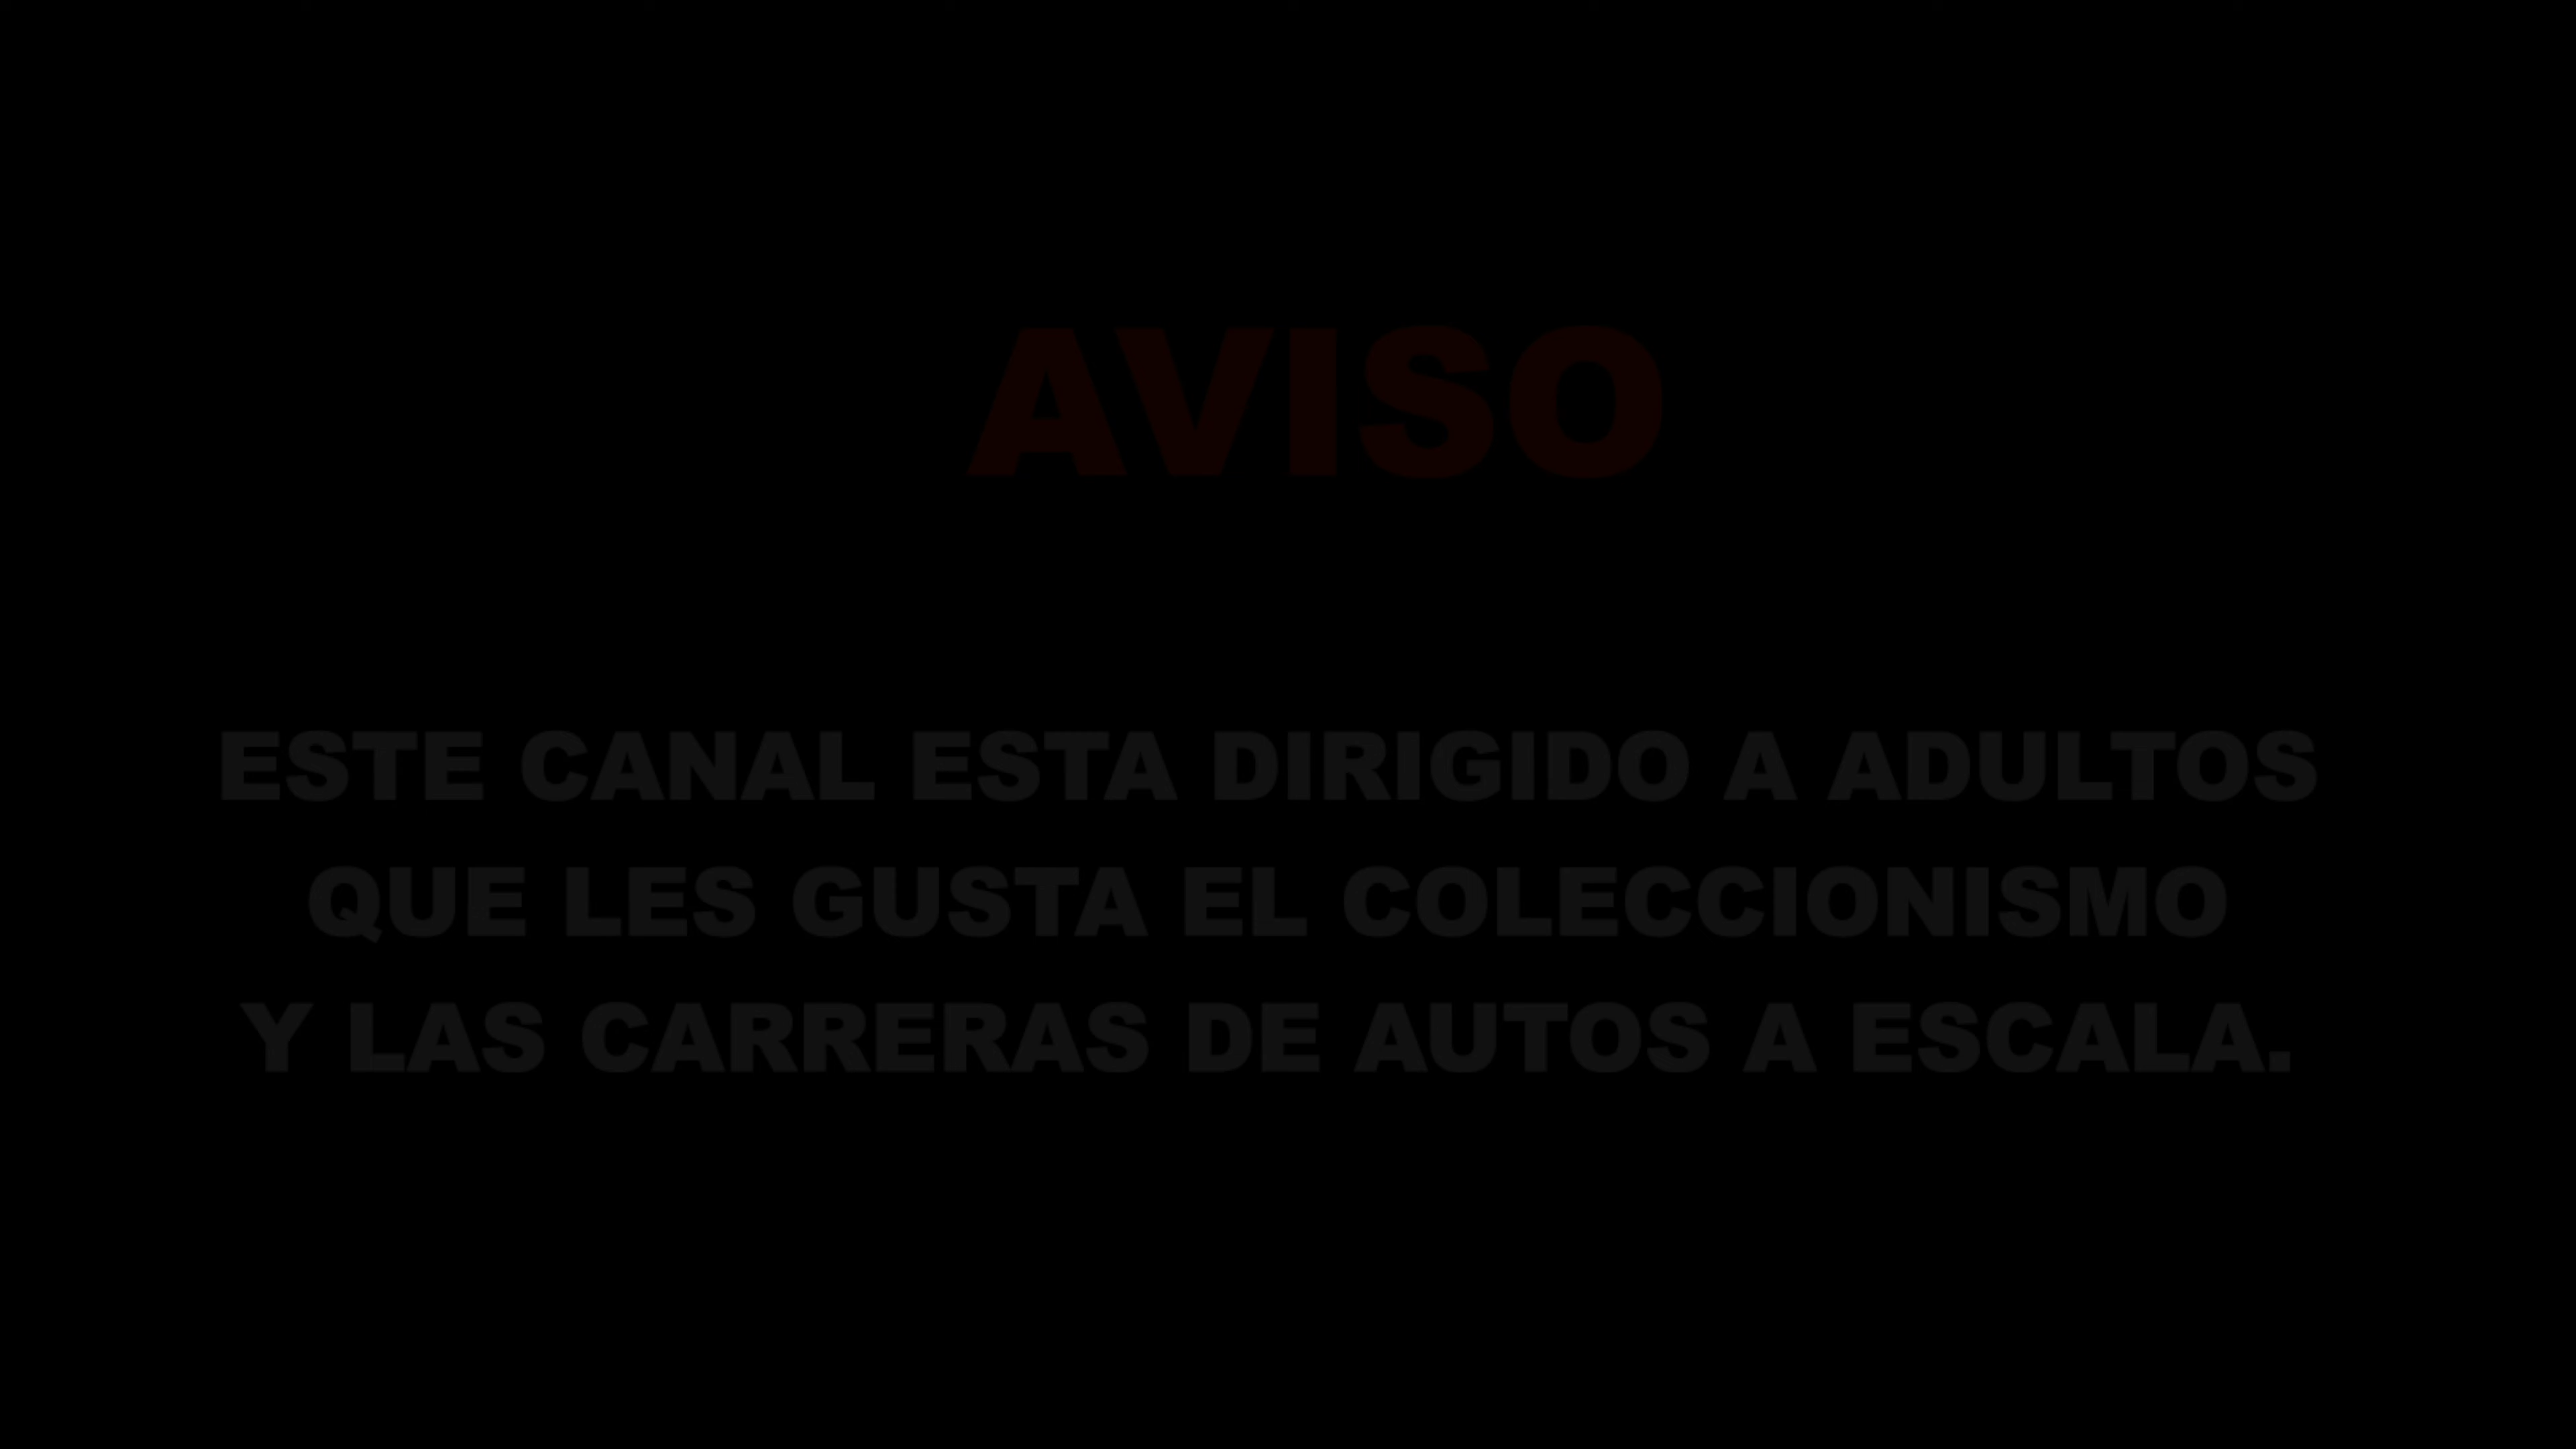 AVISO
ESTE CANAL ESTA DIRIGIDO A ADULTOS
QUE LES GUSTA EL COLECCIONISMO
Y LAS CARRERAS DE AUTOS A ESCALA.